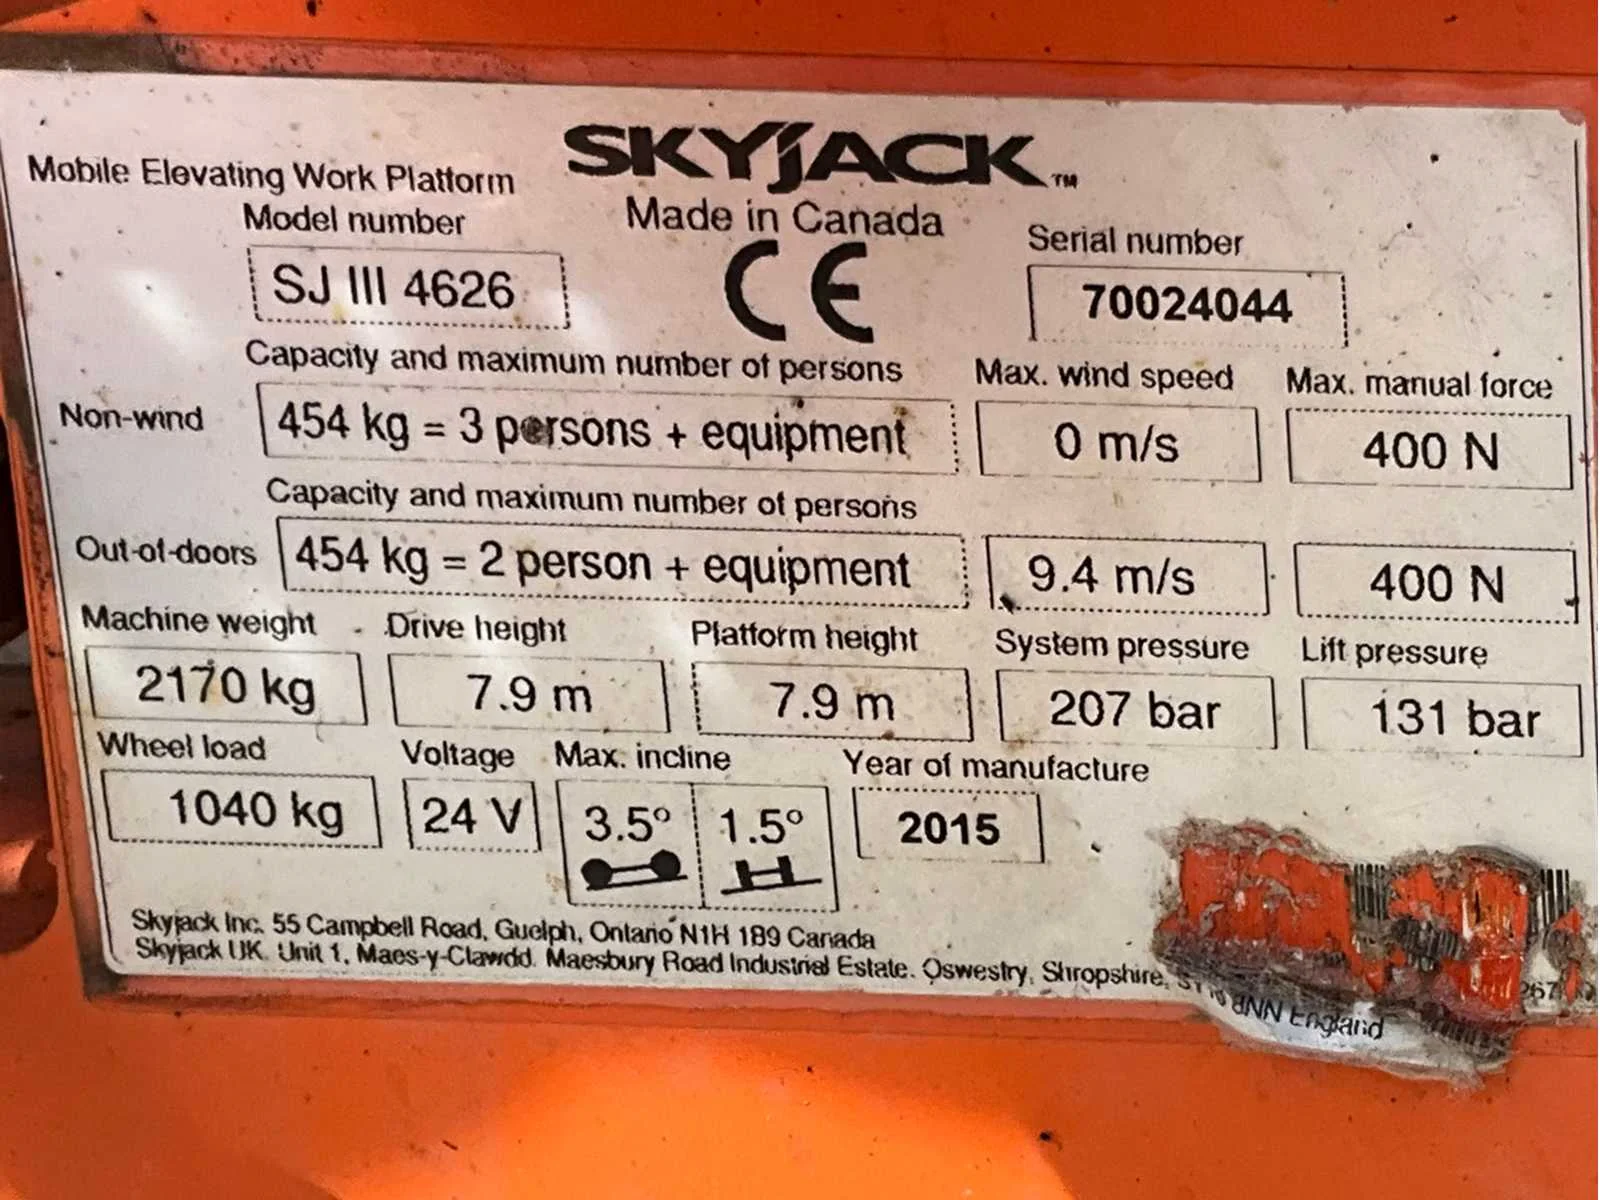 SKYJACK™
Mobile Elevating Work Platform
Made in Canada
Model number
SJ III 4626
CE
Serial number
70024044
Capacity and maximum number of persons
Max. wind speed
Max. manual force
Non-wind
454 kg = 3 persons + equipment
0 m/s
400 N
Capacity and maximum number of persons
Out-of-doors
454 kg = 2 person + equipment
9.4 m/s
400 N
Machine weight
Drive height
Platform height
System pressure
Lift pressure
2170 kg
7.9 m
7.9 m
207 bar
131 bar
Wheel load
Voltage
Max. incline
Year of manufacture
1040 kg
24 V
3.5°
1.5°
2015
Skyjack Inc. 55 Campbell Road, Guelph, Ontario N1H 1B9 Canada
Skyjack UK. Unit 1, Maes-y-Clawdd. Maesbury Road Industrial Estate. Oswestry, Shropshire, 8NN England